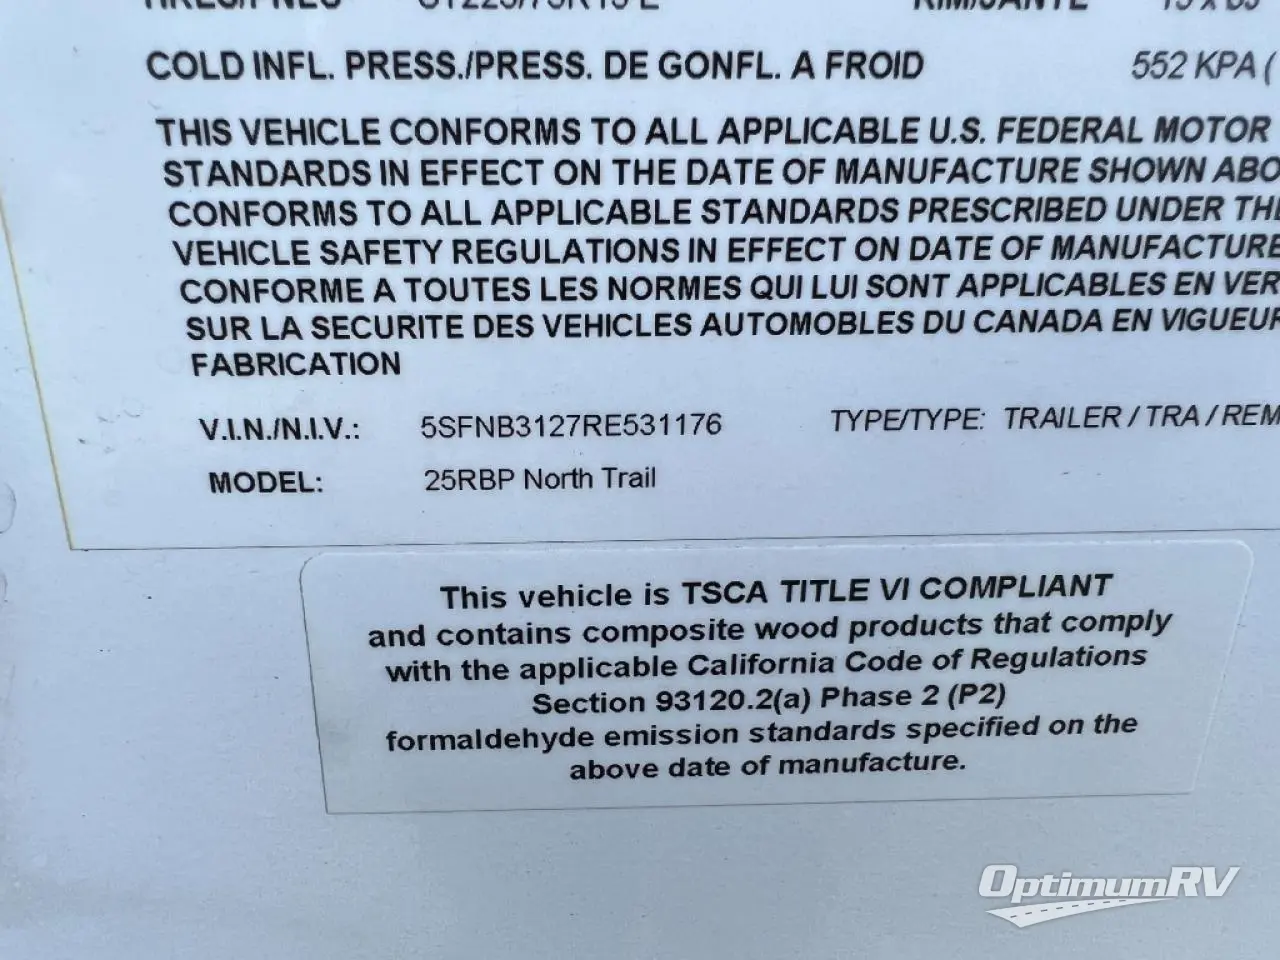 COLD INFL. PRESS./PRESS. DE GONFL. A FROID 552 KPA (
THIS VEHICLE CONFORMS TO ALL APPLICABLE U.S. FEDERAL MOTOR
STANDARDS IN EFFECT ON THE DATE OF MANUFACTURE SHOWN ABO
CONFORMS TO ALL APPLICABLE STANDARDS PRESCRIBED UNDER THE
VEHICLE SAFETY REGULATIONS IN EFFECT ON DATE OF MANUFACTURE
CONFORME A TOUTES LES NORMES QUI LUI SONT APPLICABLES EN VER
SUR LA SECURITE DES VEHICLES AUTOMOBLES DU CANADA EN VIGUEUR
FABRICATION
V.I.N./N.I.V.: 5SFNB3127RE531176 TYPE/TYPE: TRAILER / TRA / REM
MODEL: 25RBP North Trail
This vehicle is TSCA TITLE VI COMPLIANT
and contains composite wood products that comply
with the applicable California Code of Regulations
Section 93120.2(a) Phase 2 (P2)
formaldehyde emission standards specified on the
above date of manufacture.
OptimumRV